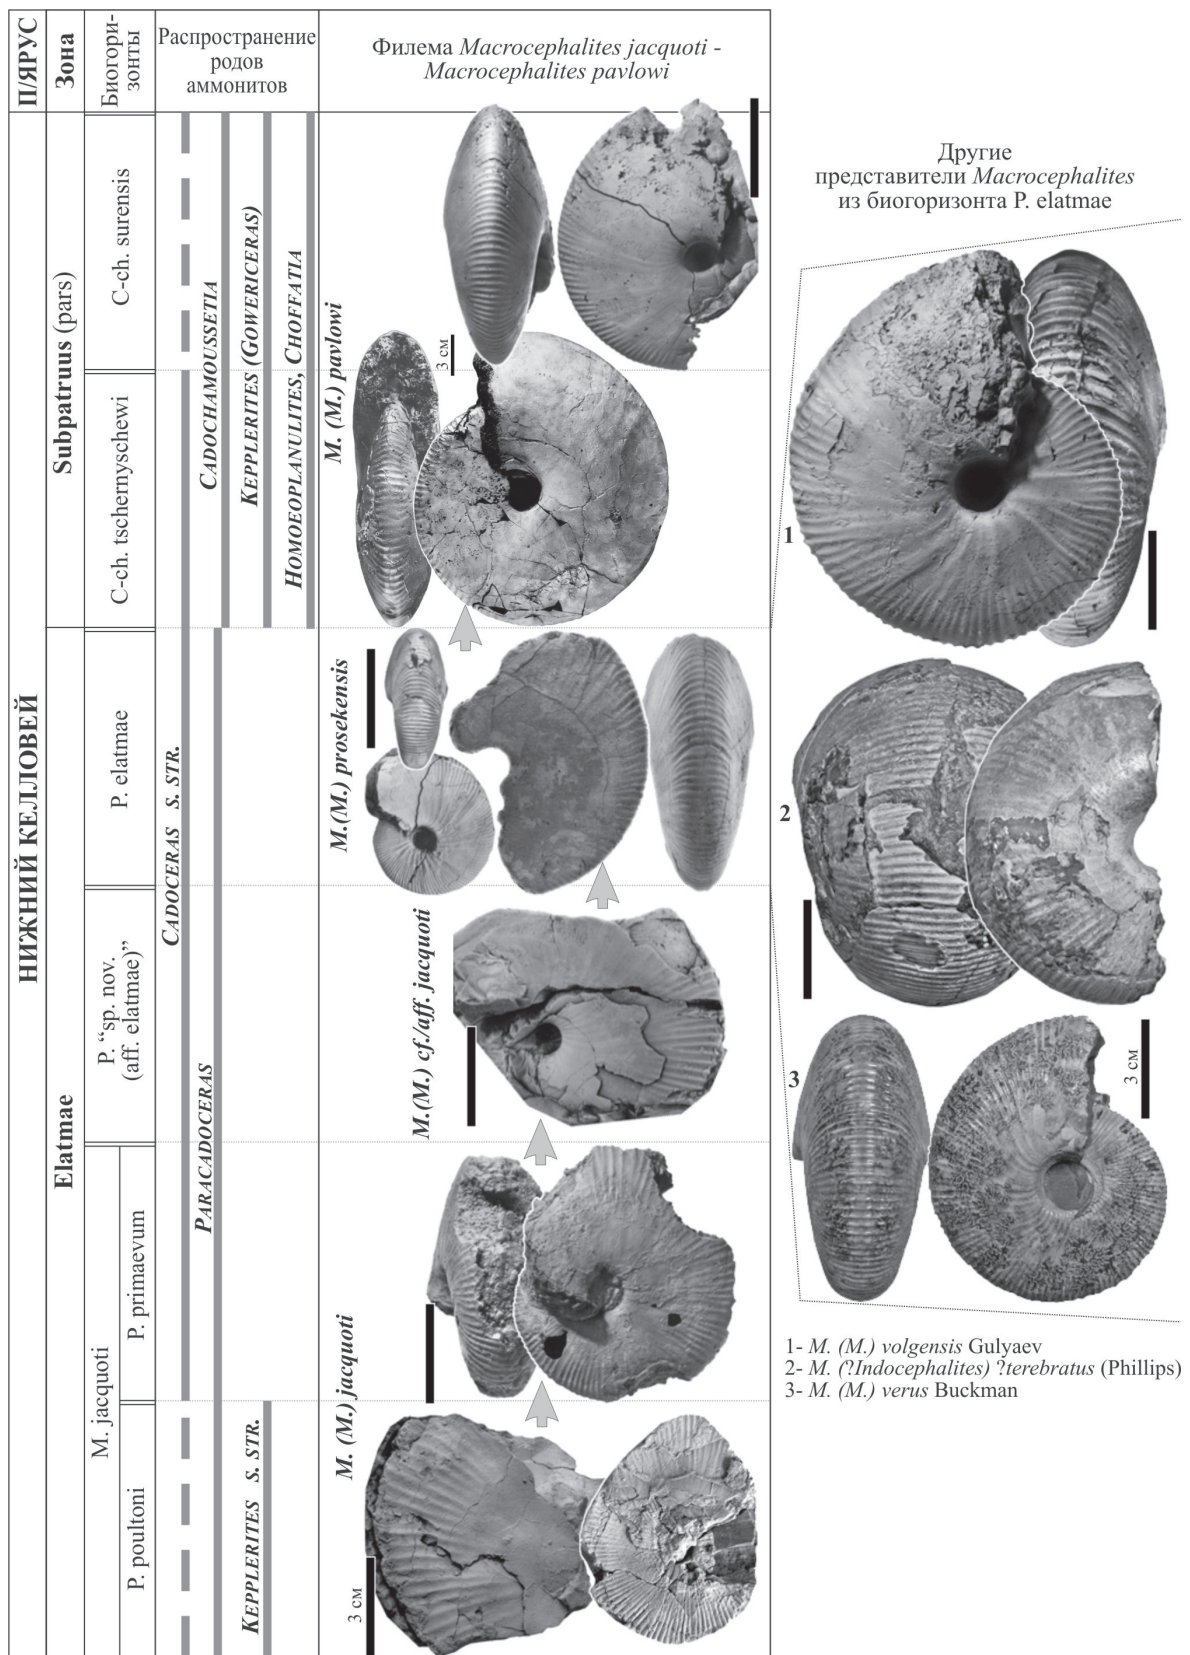 П/ЯРУС
Зона
Биогори-
зонты
Распространение
родов
аммонитов
Филема Macrocephalites jacquoti -
Macrocephalites pavlowi
НИЖНИЙ КЕЛЛОВЕЙ
Subpatruus (pars)
Elatmae
C-ch. surensis
C-ch. tschernyschewi
P. elatmae
P. “sp. nov.
(aff. elatmae)”
M. jacquoti
P. primaevum
P. poultoni
CADOCERAS S. STR.
PARACADOCERAS
CADOCHAMOUSSETIA
KEPPLERITES (GOWERICERAS)
HOMOEOPLANULITES, CHOFFATIA
KEPPLERITES S. STR.
M. (M.) pavlowi
3 см
M.(M.) prosekensis
M.(M.) cf./aff. jacquoti
M. (M.) jacquoti
3 см
Другие
представители Macrocephalites
из биогоризонта P. elatmae
1
2
3
3 см
1- M. (M.) volgensis Gulyaev
2- M. (?Indocephalites) ?terebratus (Phillips)
3- M. (M.) verus Buckman